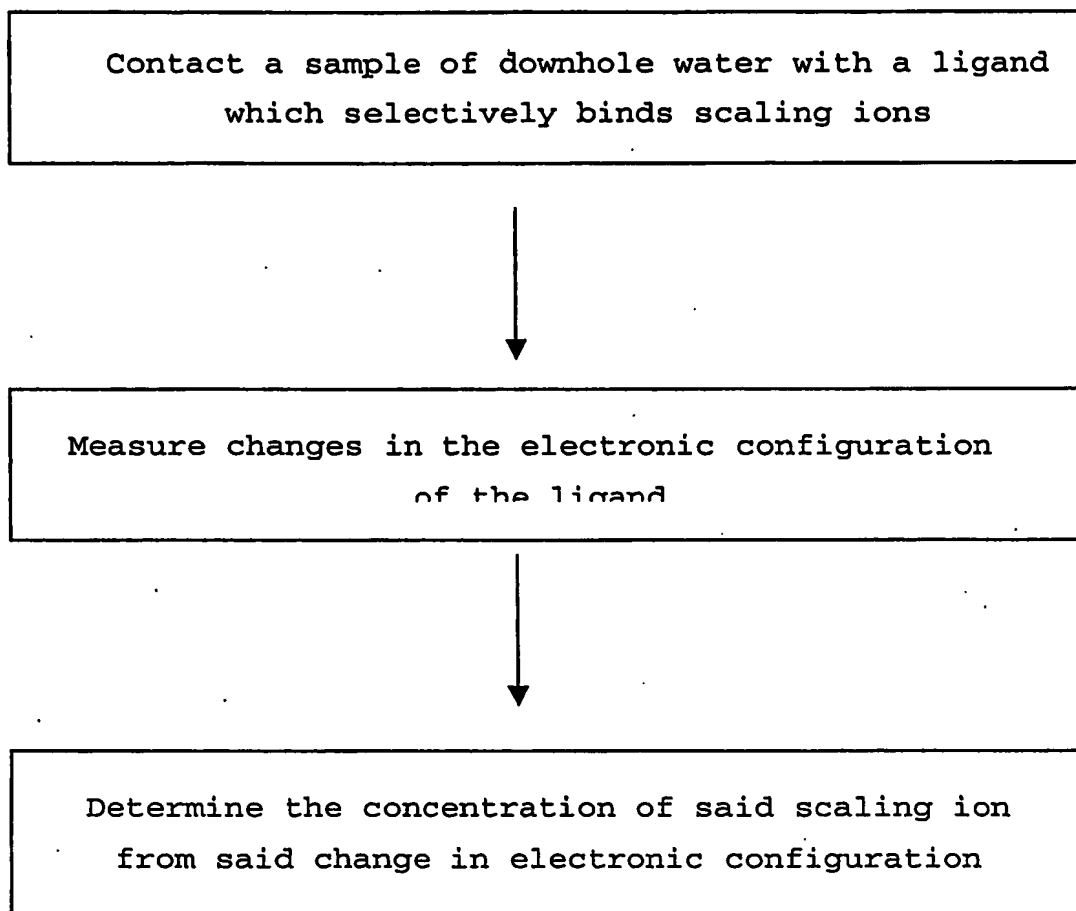 Contact a sample of downhole water with a ligand
which selectively binds scaling ions
Measure changes in the electronic configuration
of the ligand
Determine the concentration of said scaling ion
from said change in electronic configuration